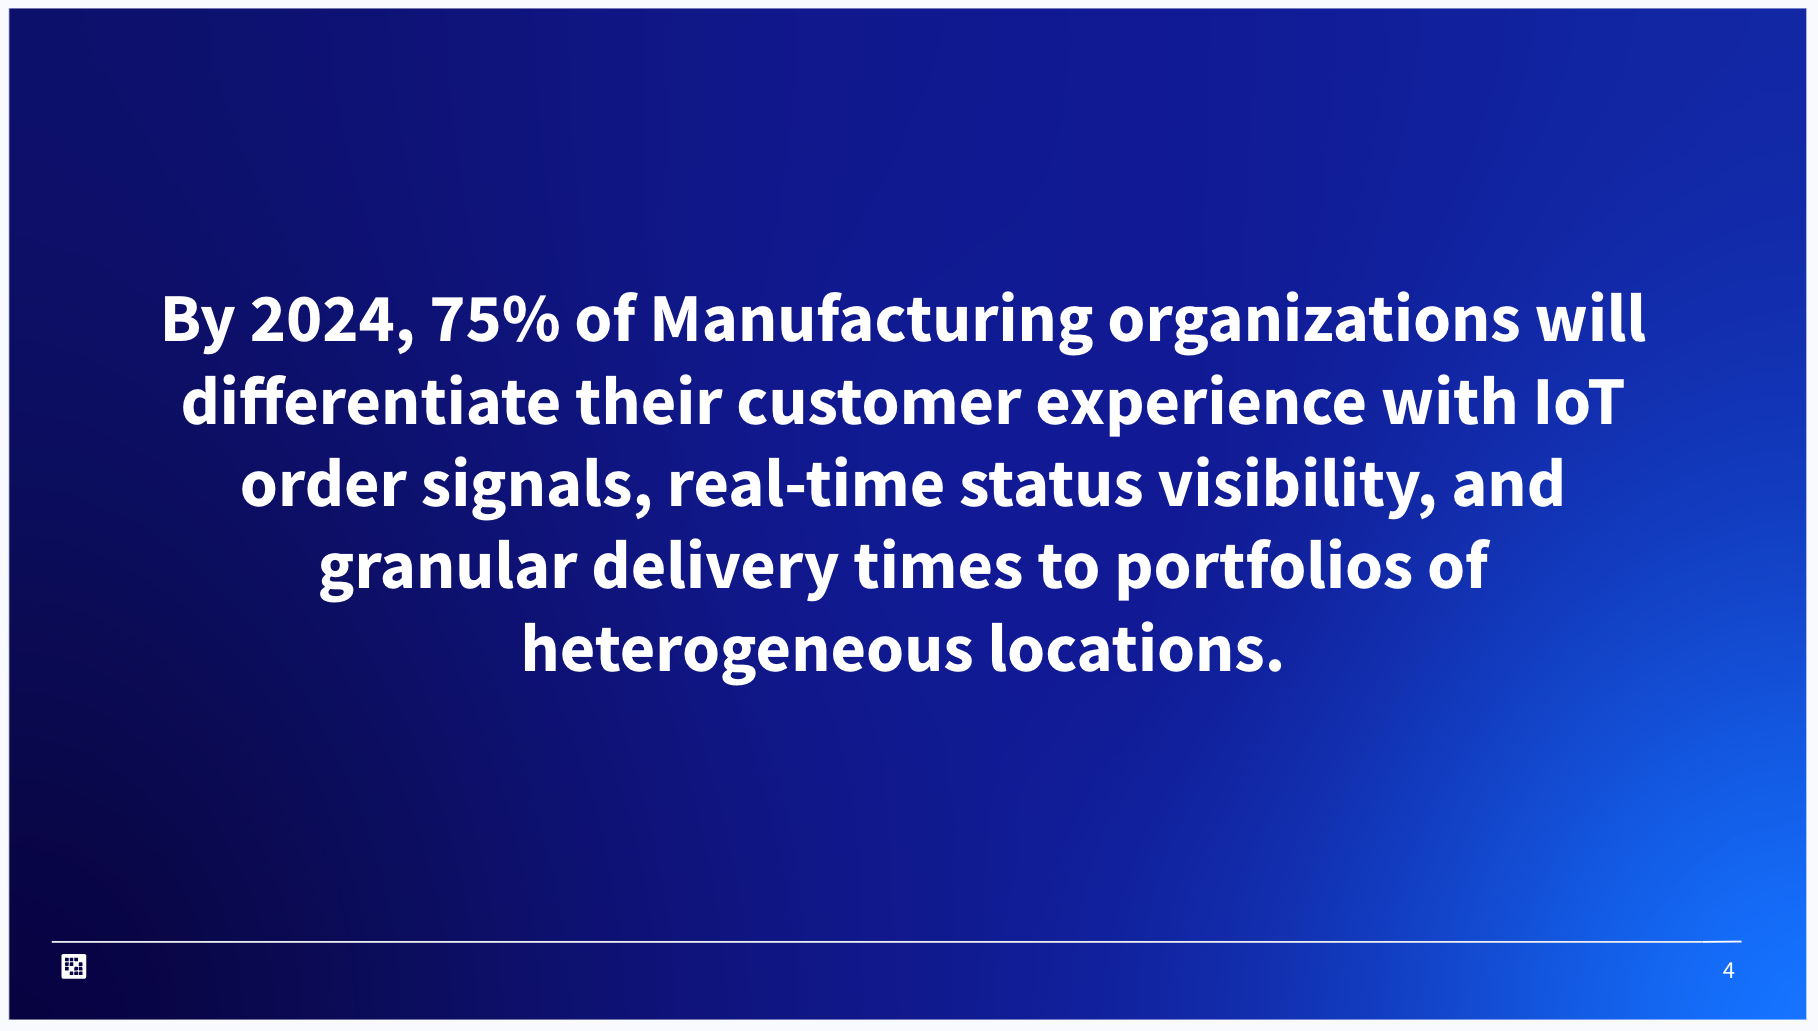 By 2024, 75% of Manufacturing organizations will
differentiate their customer experience with IoT
order signals, real-time status visibility, and
granular delivery times to portfolios of
heterogeneous locations.
4